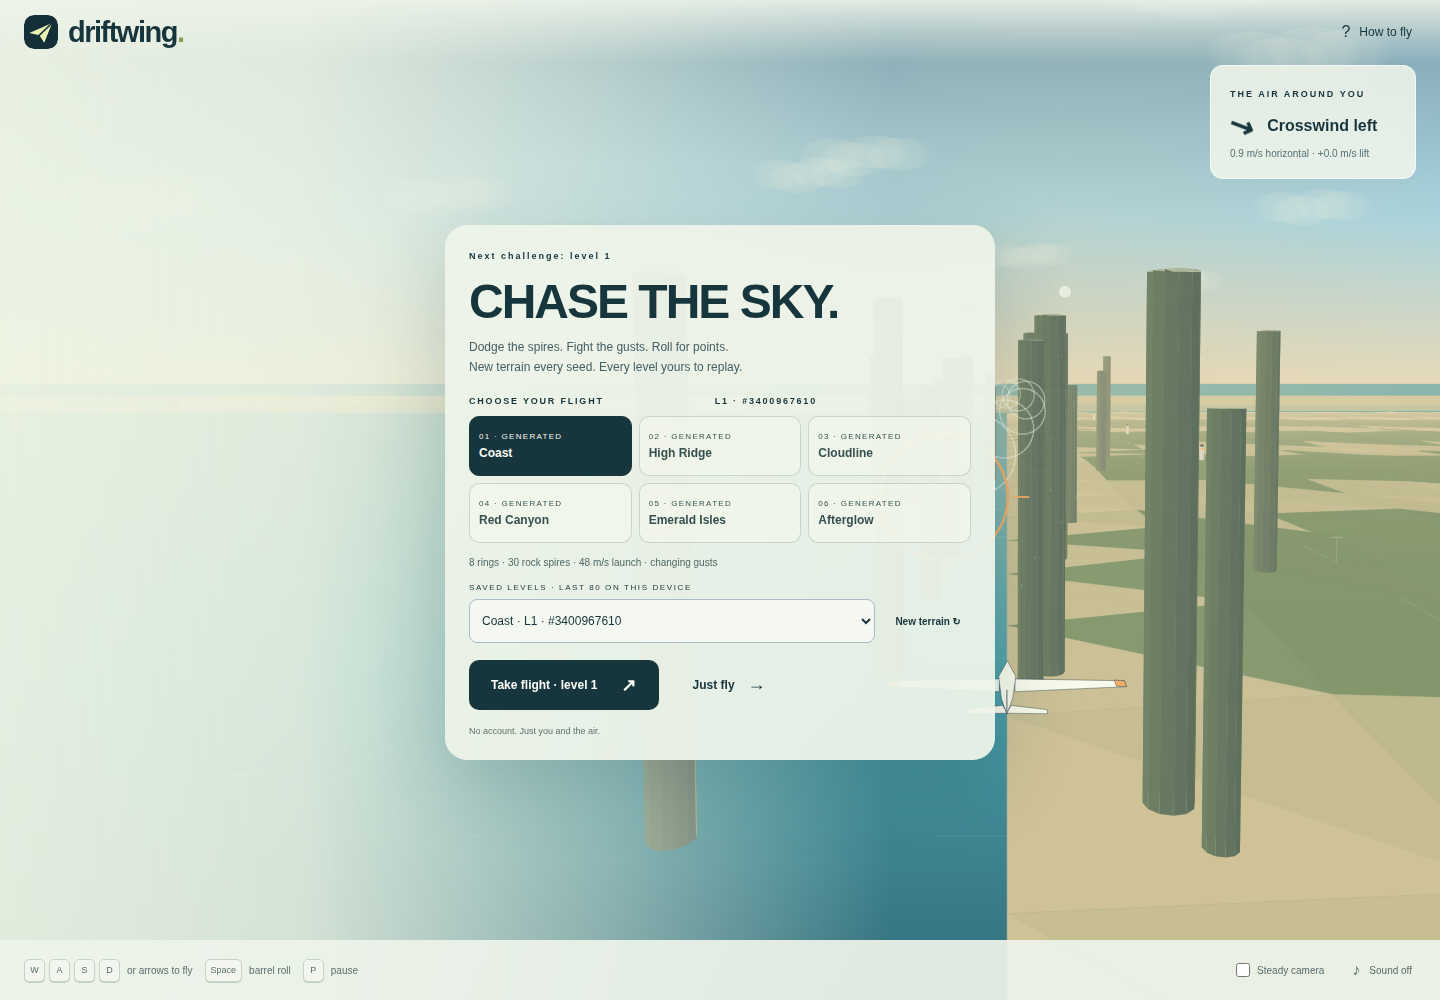 driftwing.
? How to fly
THE AIR AROUND YOU
Crosswind left
0.9 m/s horizontal · +0.0 m/s lift
Next challenge: level 1
CHASE THE SKY.
Dodge the spires. Fight the gusts. Roll for points.
New terrain every seed. Every level yours to replay.
CHOOSE YOUR FLIGHT
L1 · #3400967610
01 · GENERATED
Coast
02 · GENERATED
High Ridge
03 · GENERATED
Cloudline
04 · GENERATED
Red Canyon
05 · GENERATED
Emerald Isles
06 · GENERATED
Afterglow
8 rings · 30 rock spires · 48 m/s launch · changing gusts
SAVED LEVELS · LAST 80 ON THIS DEVICE
Coast · L1 · #3400967610
New terrain ↻
Take flight · level 1 ↗
Just fly →
No account. Just you and the air.
W A S D or arrows to fly Space barrel roll P pause
Steady camera
♪ Sound off